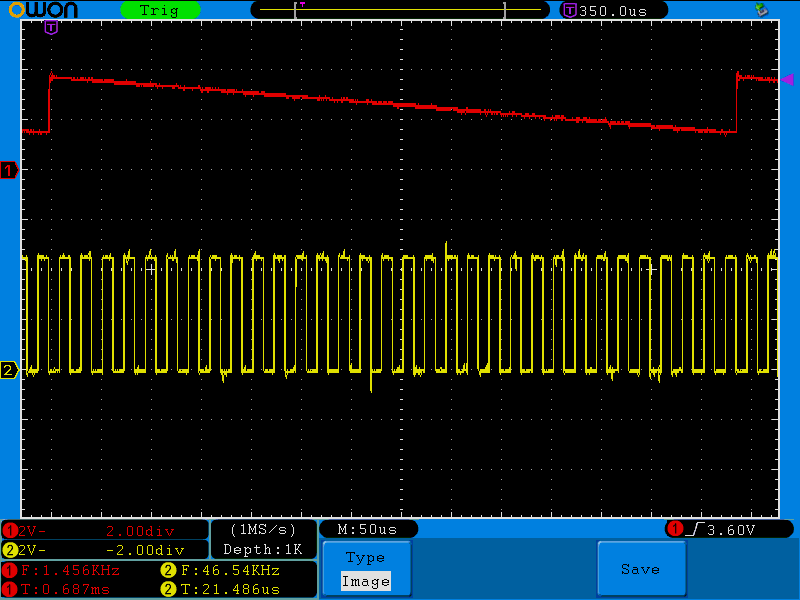 owon Trig T T 350.0us
T
1
2
1 2V- 2.00div (1MS/s) M:50us 1 3.60V
2 2V- -2.00div Depth:1K
1 F:1.456KHz 2 F:46.54KHz Type Save
1 T:0.687ms 2 T:21.486us Image